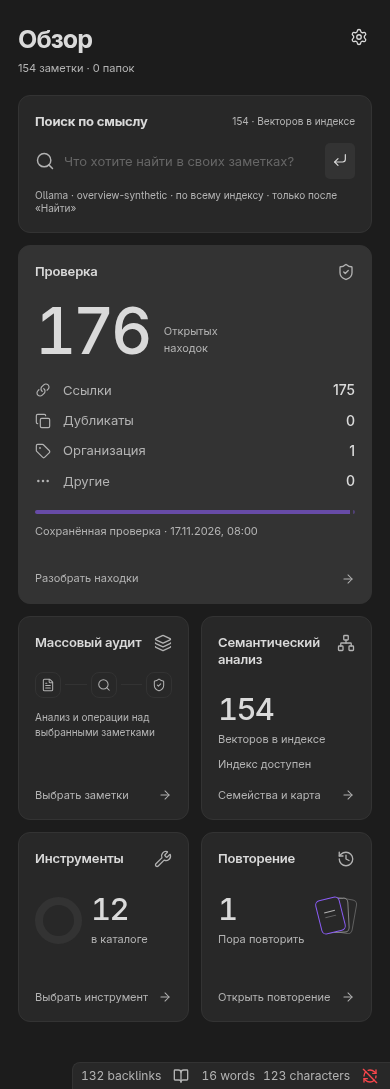 Обзор
154 заметки · 0 папок
Поиск по смыслу
154 · Векторов в индексе
Что хотите найти в своих заметках?
Ollama · overview-synthetic · по всему индексу · только после
«Найти»
Проверка
176
Открытых
находок
Ссылки 175
Дубликаты 0
Организация 1
Другие 0
Сохранённая проверка · 17.11.2026, 08:00
Разобрать находки
Массовый аудит
Анализ и операции над
выбранными заметками
Выбрать заметки
Семантический
анализ
154
Векторов в индексе
Индекс доступен
Семейства и карта
Инструменты
12
в каталоге
Выбрать инструмент
Повторение
1
Пора повторить
Открыть повторение
132 backlinks 16 words 123 characters